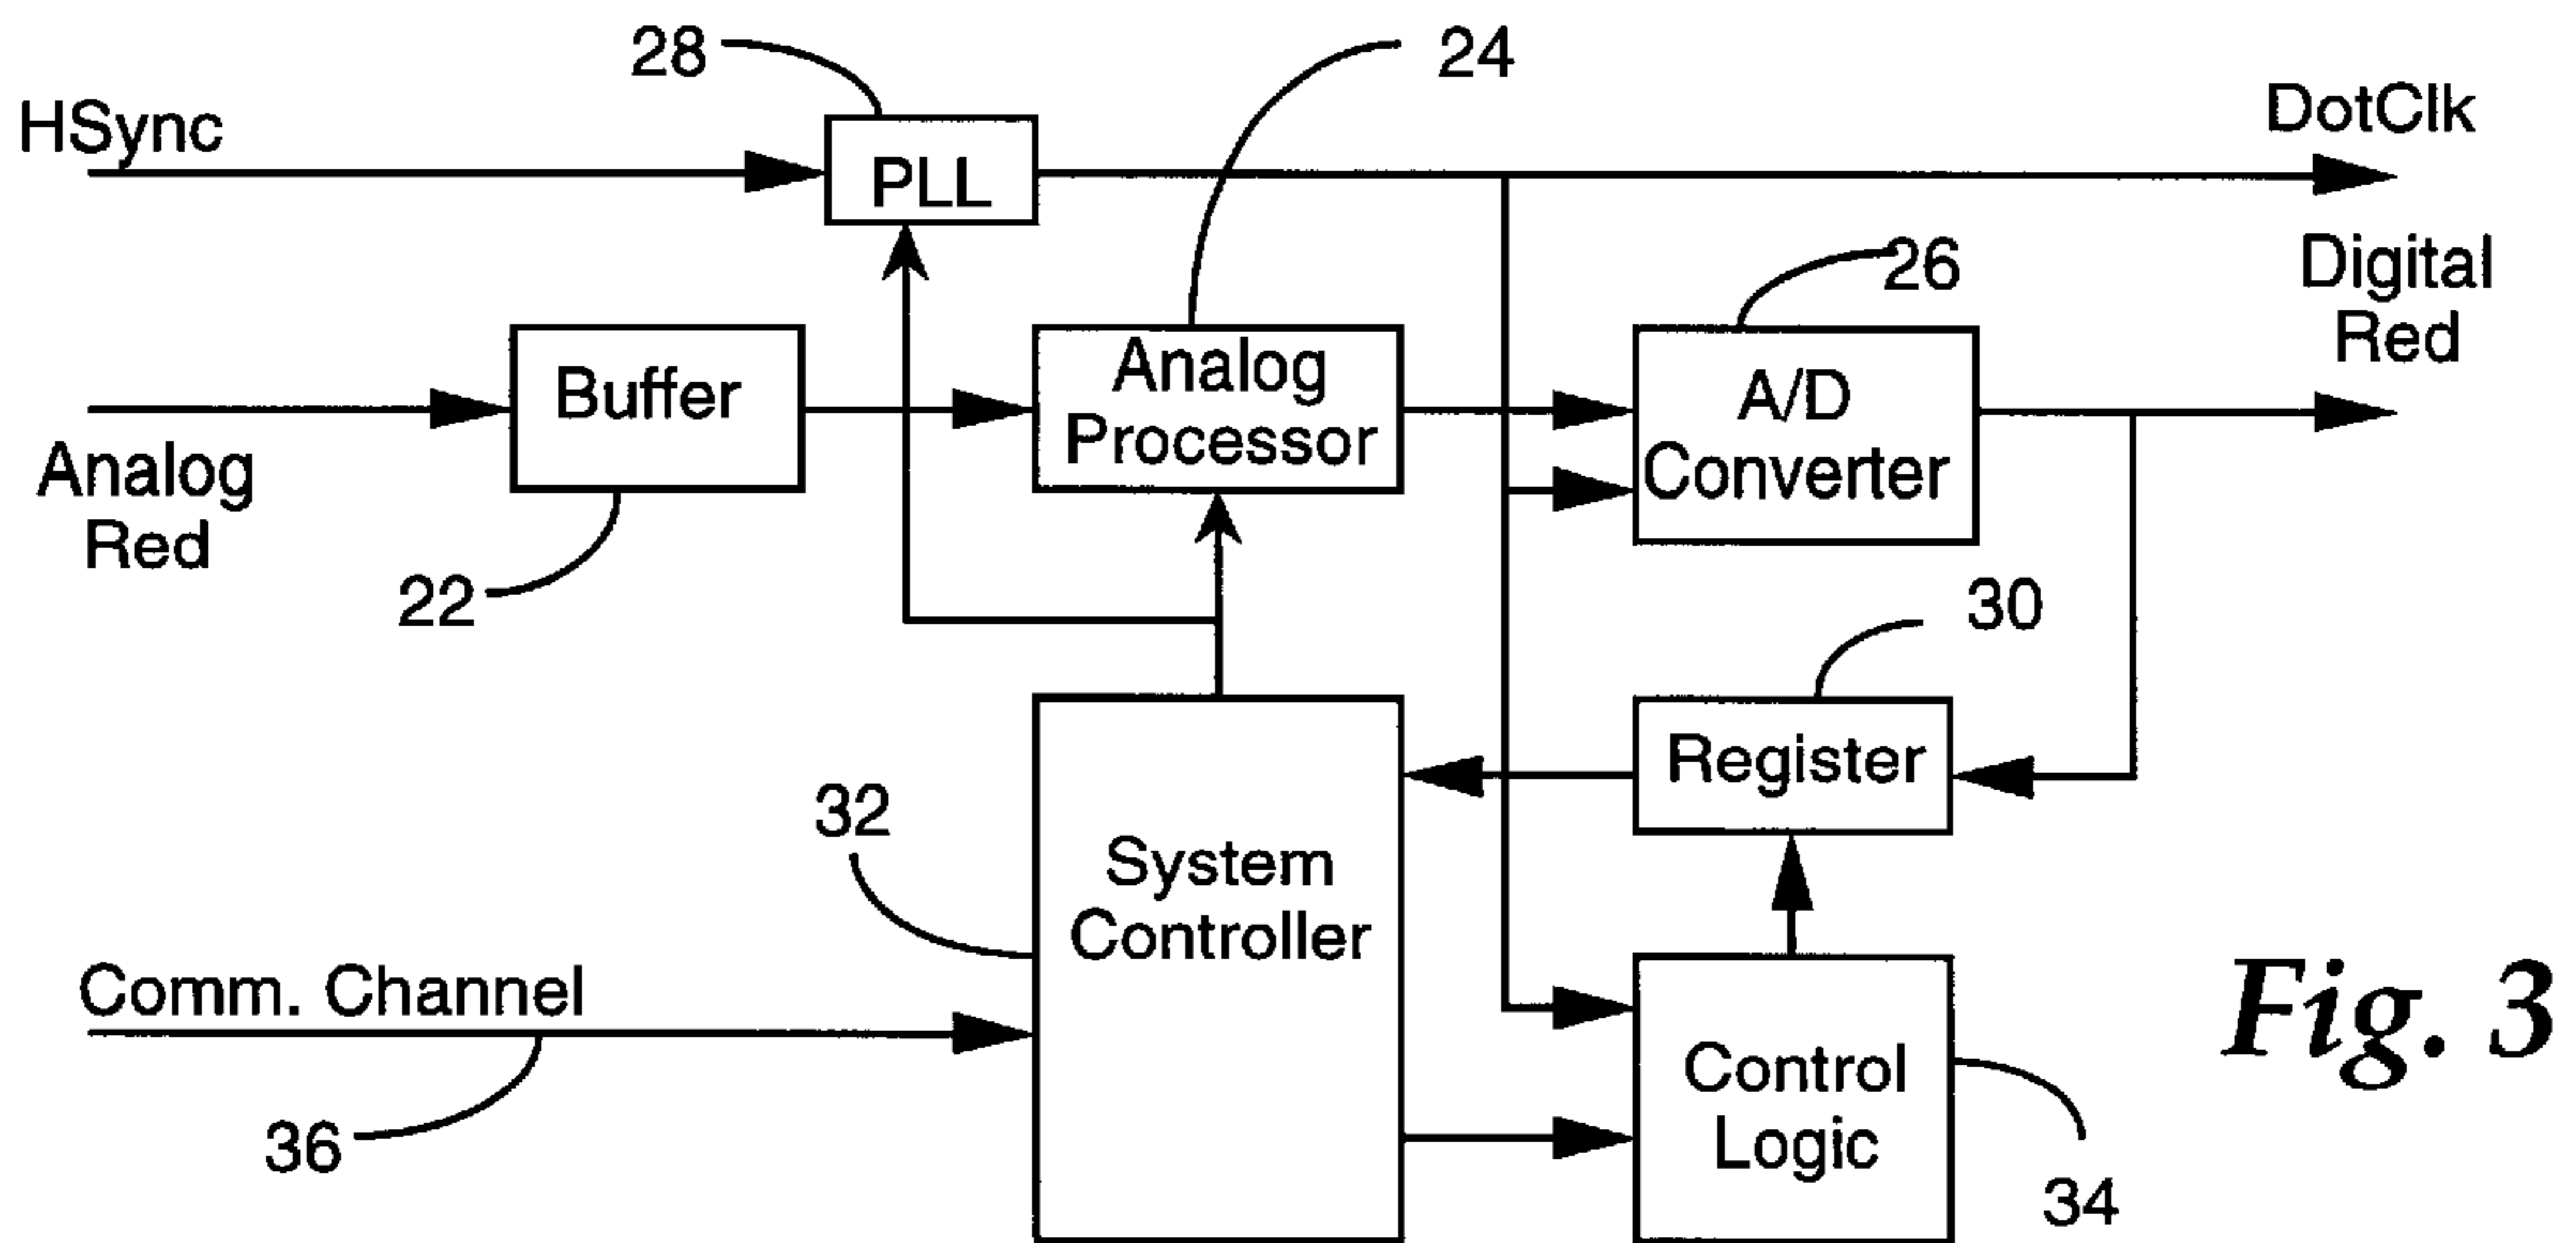 28
24
HSync
DotClk
PLL
26
Digital
Red
Buffer
Analog
Processor
A/D
Converter
Analog
Red
22
30
Register
32
System
Controller
Comm. Channel
36
Control
Logic
34
Fig. 3